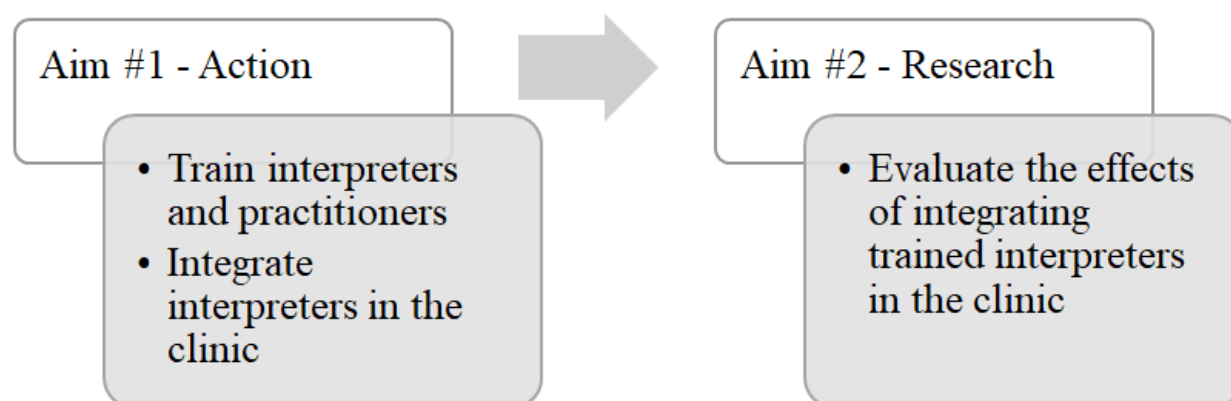 Aim #1 - Action
• Train interpreters
and practitioners
• Integrate
interpreters in the
clinic
Aim #2 - Research
• Evaluate the effects
of integrating
trained interpreters
in the clinic